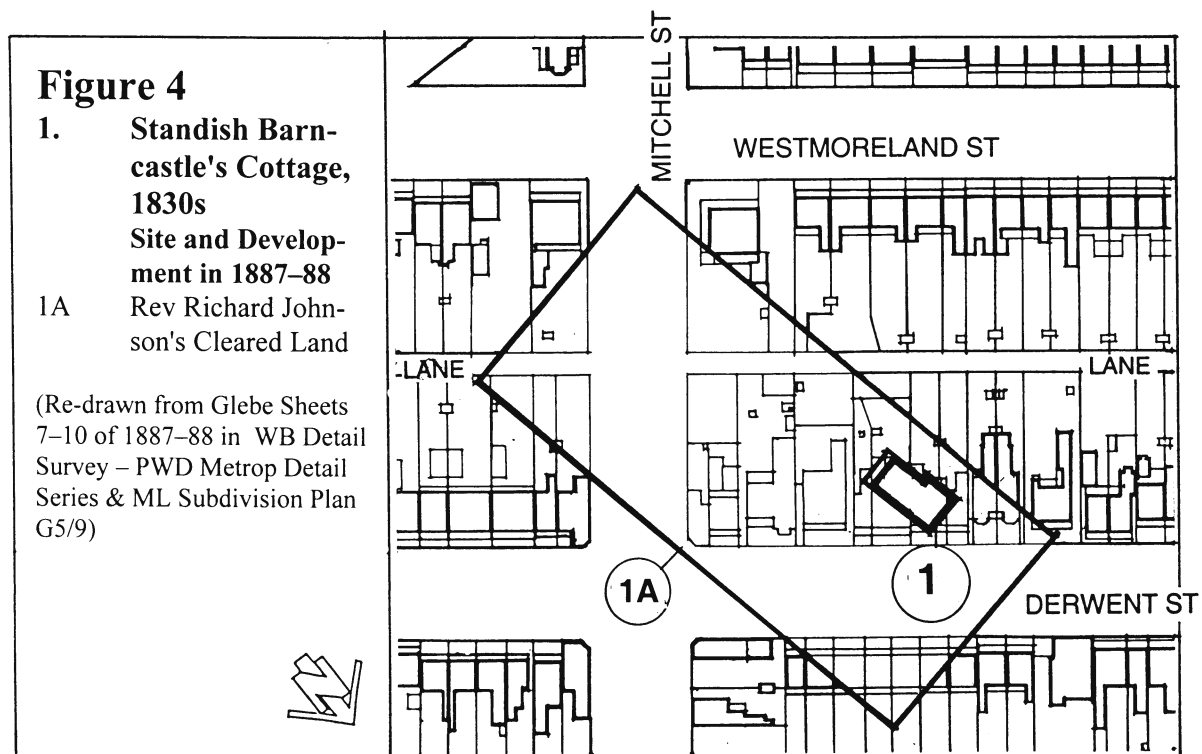 Figure 4
1. Standish Barn-
castle's Cottage,
1830s
Site and Develop-
ment in 1887–88
1A Rev Richard John-
son's Cleared Land
(Re-drawn from Glebe Sheets
7–10 of 1887–88 in WB Detail
Survey – PWD Metrop Detail
Series & ML Subdivision Plan
G5/9)
MITCHELL ST
WESTMORELAND ST
LANE
LANE
1A
1
DERWENT ST